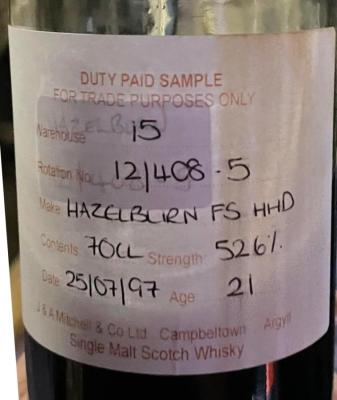 DUTY PAID SAMPLE
FOR TRADE PURPOSES ONLY
Warehouse 15
Rotation No. 12/408-5
Make HAZELBURN FS HHD
Contents 70CL Strength: 52.6%.
Date 25/07/97 Age 21
J & A Mitchell & Co Ltd Campbeltown Argyll
Single Malt Scotch Whisky